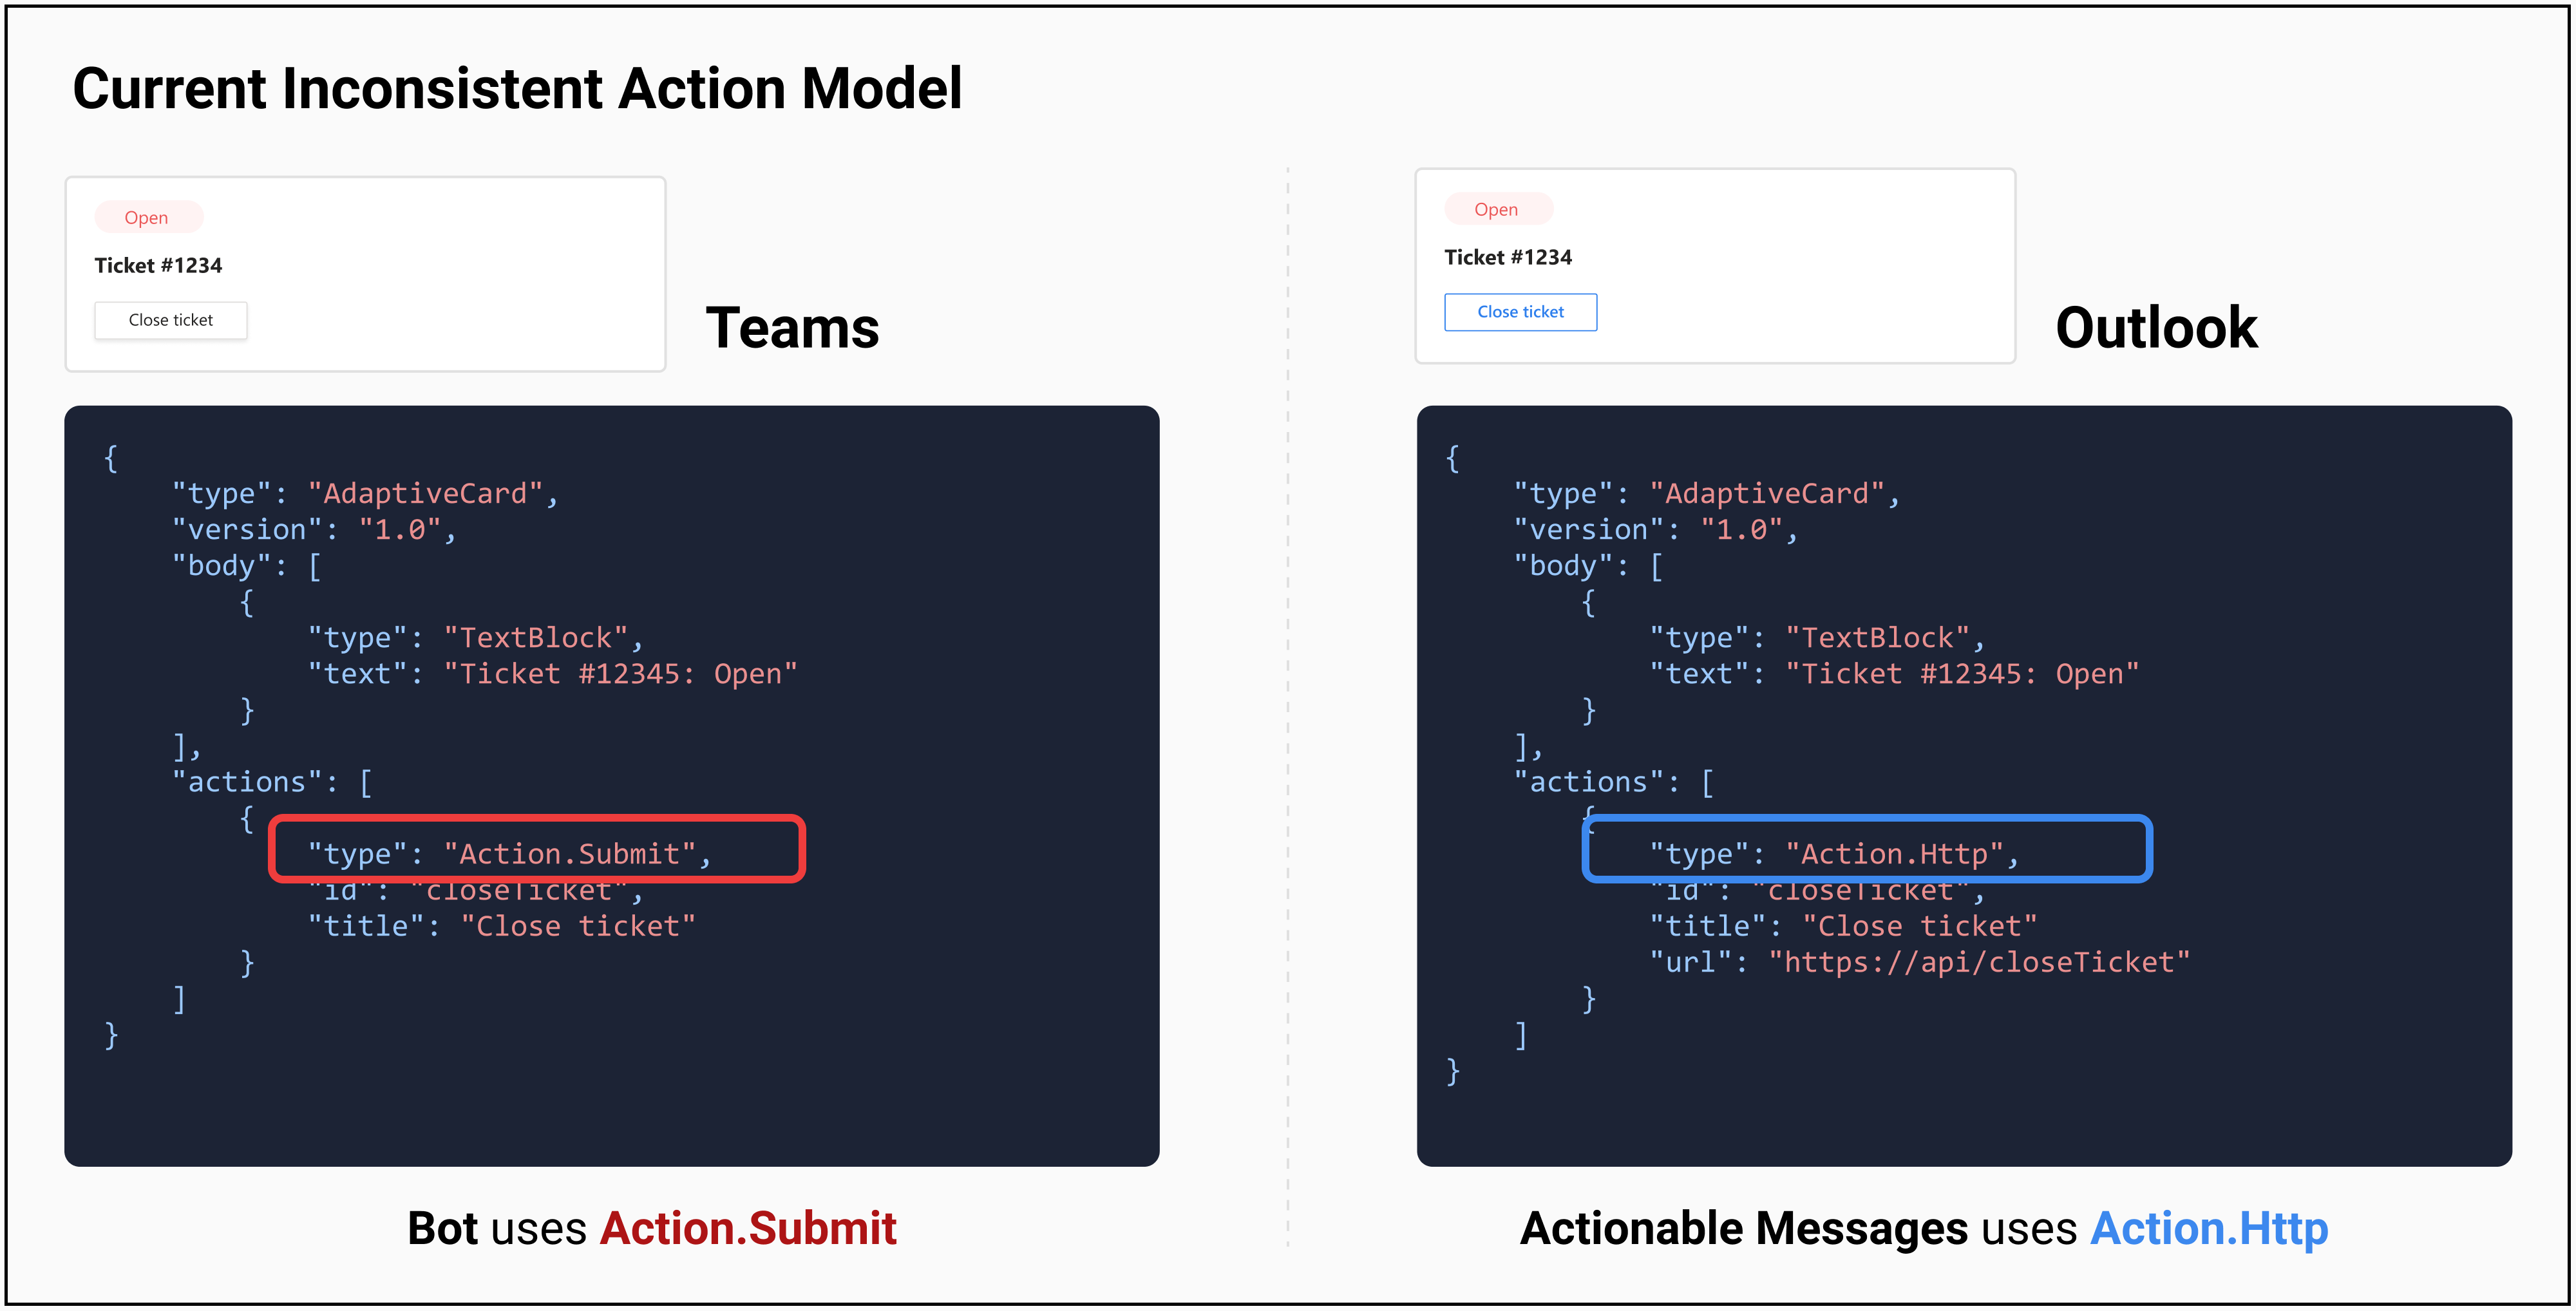 Current Inconsistent Action Model
Open
Ticket #1234
Close ticket
Teams
{
"type": "AdaptiveCard",
"version": "1.0",
"body": [
{
"type": "TextBlock",
"text": "Ticket #12345: Open"
}
],
"actions": [
{
"type": "Action.Submit",
"id": "closeTicket",
"title": "Close ticket"
}
]
}
Bot uses Action.Submit
Open
Ticket #1234
Close ticket
Outlook
{
"type": "AdaptiveCard",
"version": "1.0",
"body": [
{
"type": "TextBlock",
"text": "Ticket #12345: Open"
}
],
"actions": [
{
"type": "Action.Http",
"id": "closeTicket",
"title": "Close ticket"
"url": "https://api/closeTicket"
}
]
}
Actionable Messages uses Action.Http